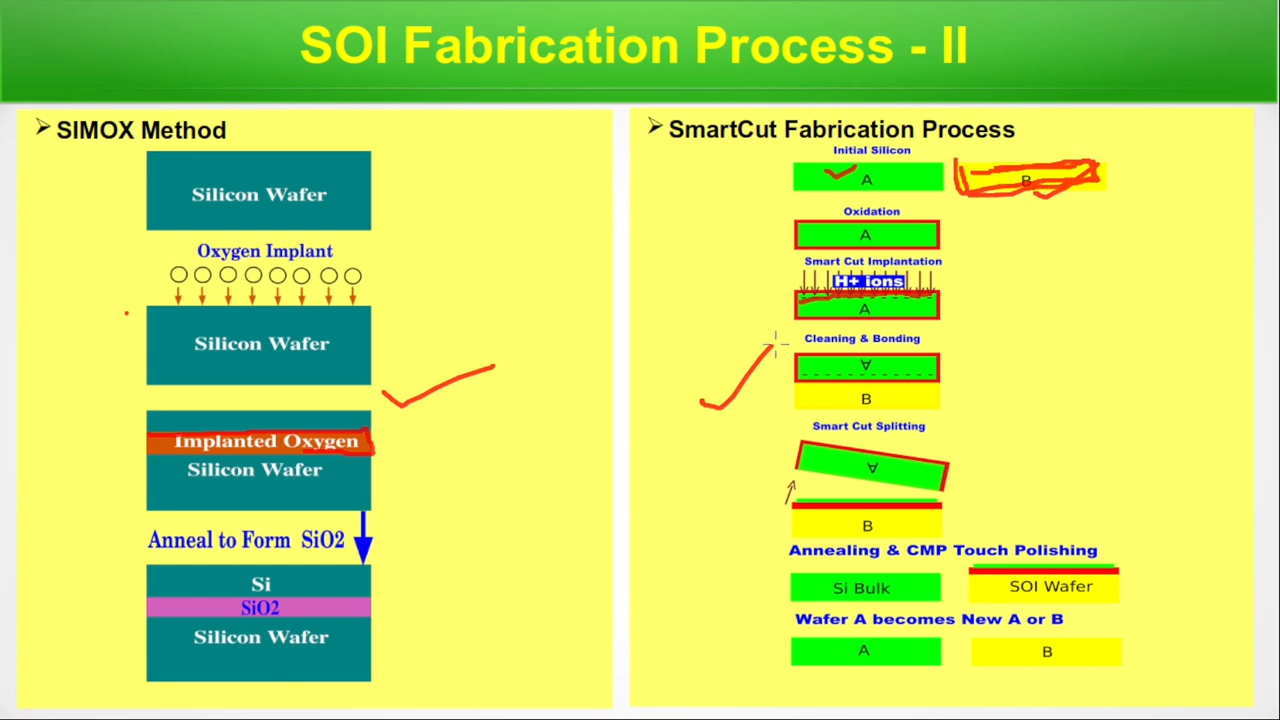 SOI Fabrication Process - II
SIMOX Method
Silicon Wafer
Oxygen Implant
Silicon Wafer
Implanted Oxygen
Silicon Wafer
Anneal to Form SiO2
Si
SiO2
Silicon Wafer
SmartCut Fabrication Process
Initial Silicon
A B
Oxidation
A
Smart Cut Implantation
H+ ions
A
Cleaning & Bonding
A
B
Smart Cut Splitting
A
B
Annealing & CMP Touch Polishing
Si Bulk SOI Wafer
Wafer A becomes New A or B
A B